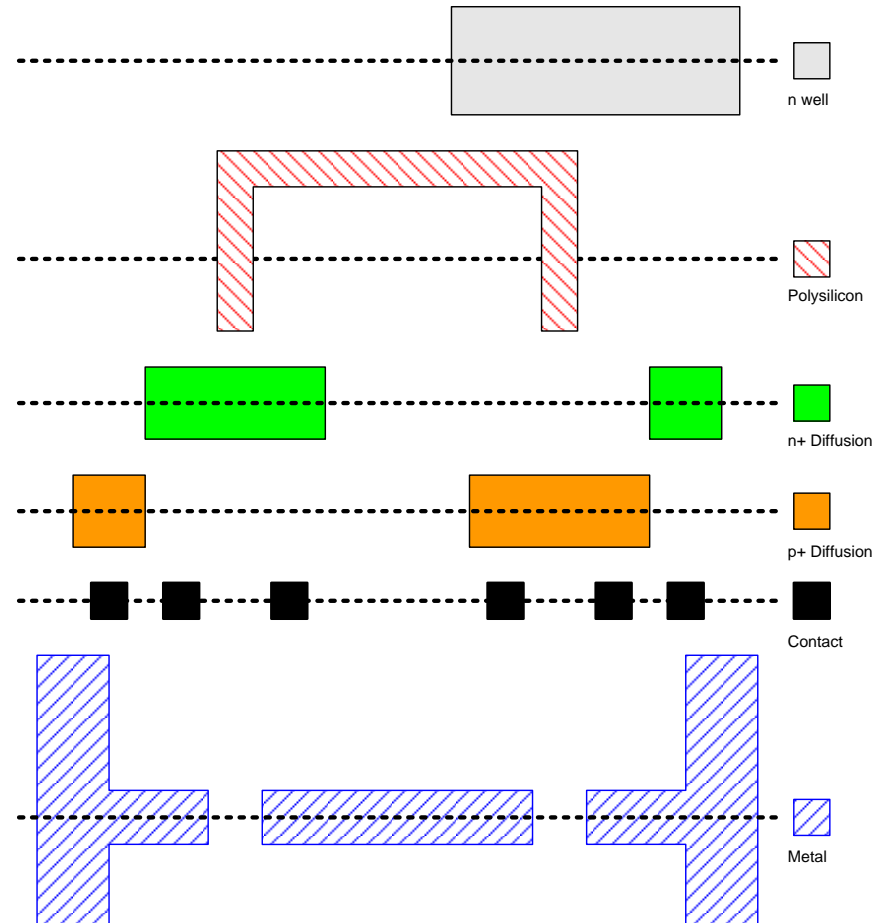 n well
Polysilicon
n+ Diffusion
p+ Diffusion
Contact
Metal